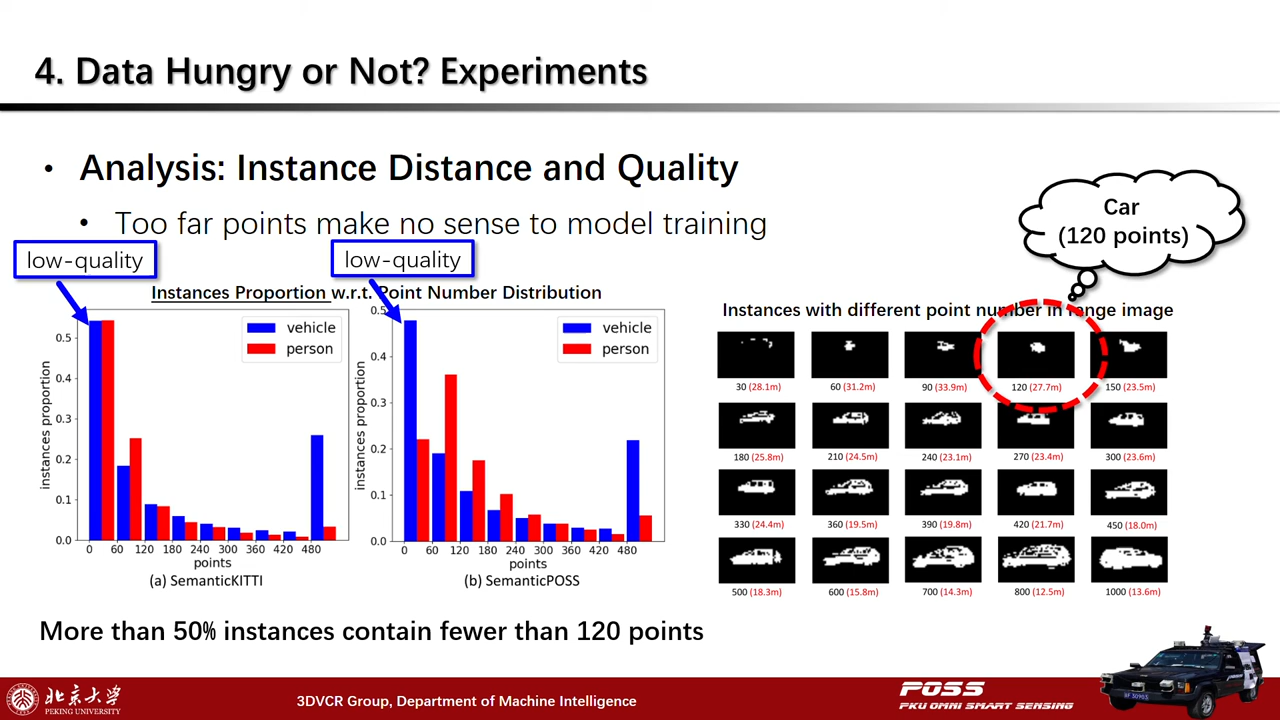 4. Data Hungry or Not? Experiments
• Analysis: Instance Distance and Quality
• Too far points make no sense to model training
Car
(120 points)
low-quality
low-quality
Instances Proportion w.r.t. Point Number Distribution
instances proportion
0.5
0.4
0.3
0.2
0.1
0.0
vehicle
person
0 60 120 180 240 300 360 420 480
points
(a) SemanticKITTI
instances proportion
0.5
0.4
0.3
0.2
0.1
0.0
vehicle
person
0 60 120 180 240 300 360 420 480
points
(b) SemanticPOSS
Instances with different point number in range image
30 (28.1m) 60 (31.2m) 90 (33.9m) 120 (27.7m) 150 (23.5m)
180 (25.8m) 210 (24.5m) 240 (23.1m) 270 (23.4m) 300 (23.6m)
330 (24.4m) 360 (19.5m) 390 (19.8m) 420 (21.7m) 450 (18.0m)
500 (18.3m) 600 (15.8m) 700 (14.3m) 800 (12.5m) 1000 (13.6m)
More than 50% instances contain fewer than 120 points
北京大学
PEKING UNIVERSITY
3DVCR Group, Department of Machine Intelligence
POSS
PKU OMNI SMART SENSING